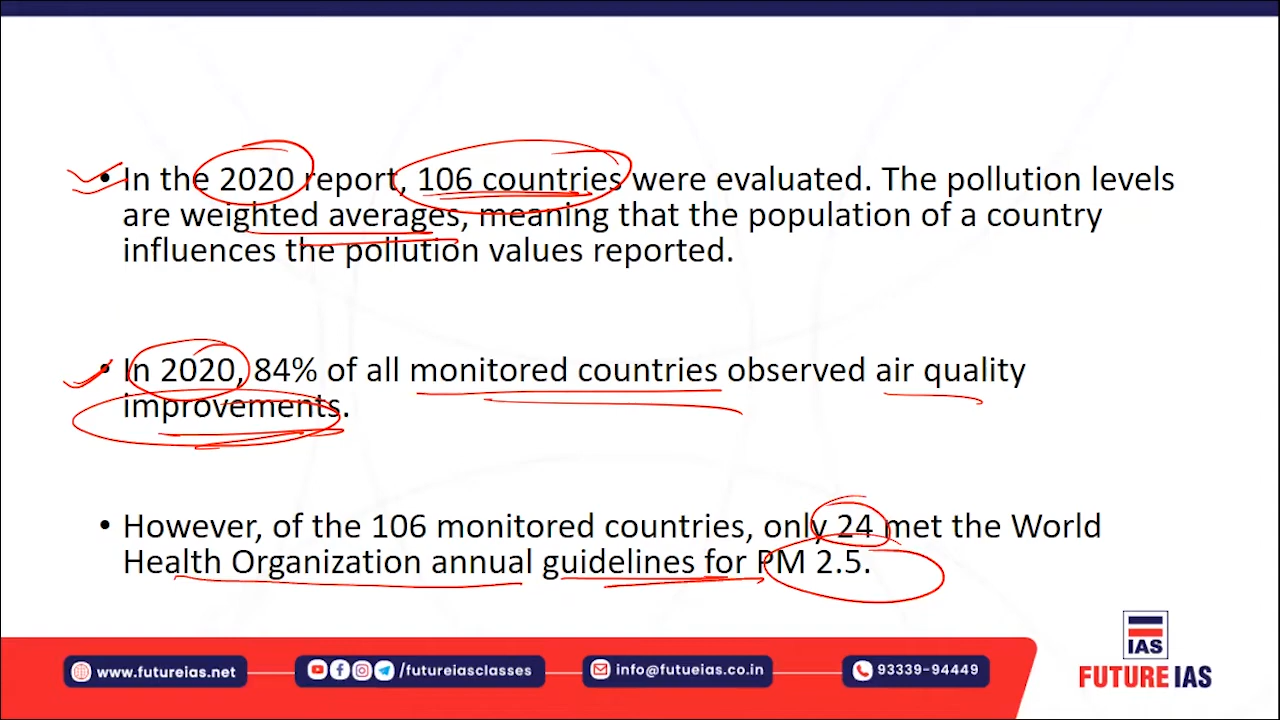 • In the 2020 report, 106 countries were evaluated. The pollution levels
are weighted averages, meaning that the population of a country
influences the pollution values reported.
• In 2020, 84% of all monitored countries observed air quality
improvements.
• However, of the 106 monitored countries, only 24 met the World
Health Organization annual guidelines for PM 2.5.
IAS
www.futureias.net
/futureiasclasses
info@futueias.co.in
93339-94449
FUTURE IAS